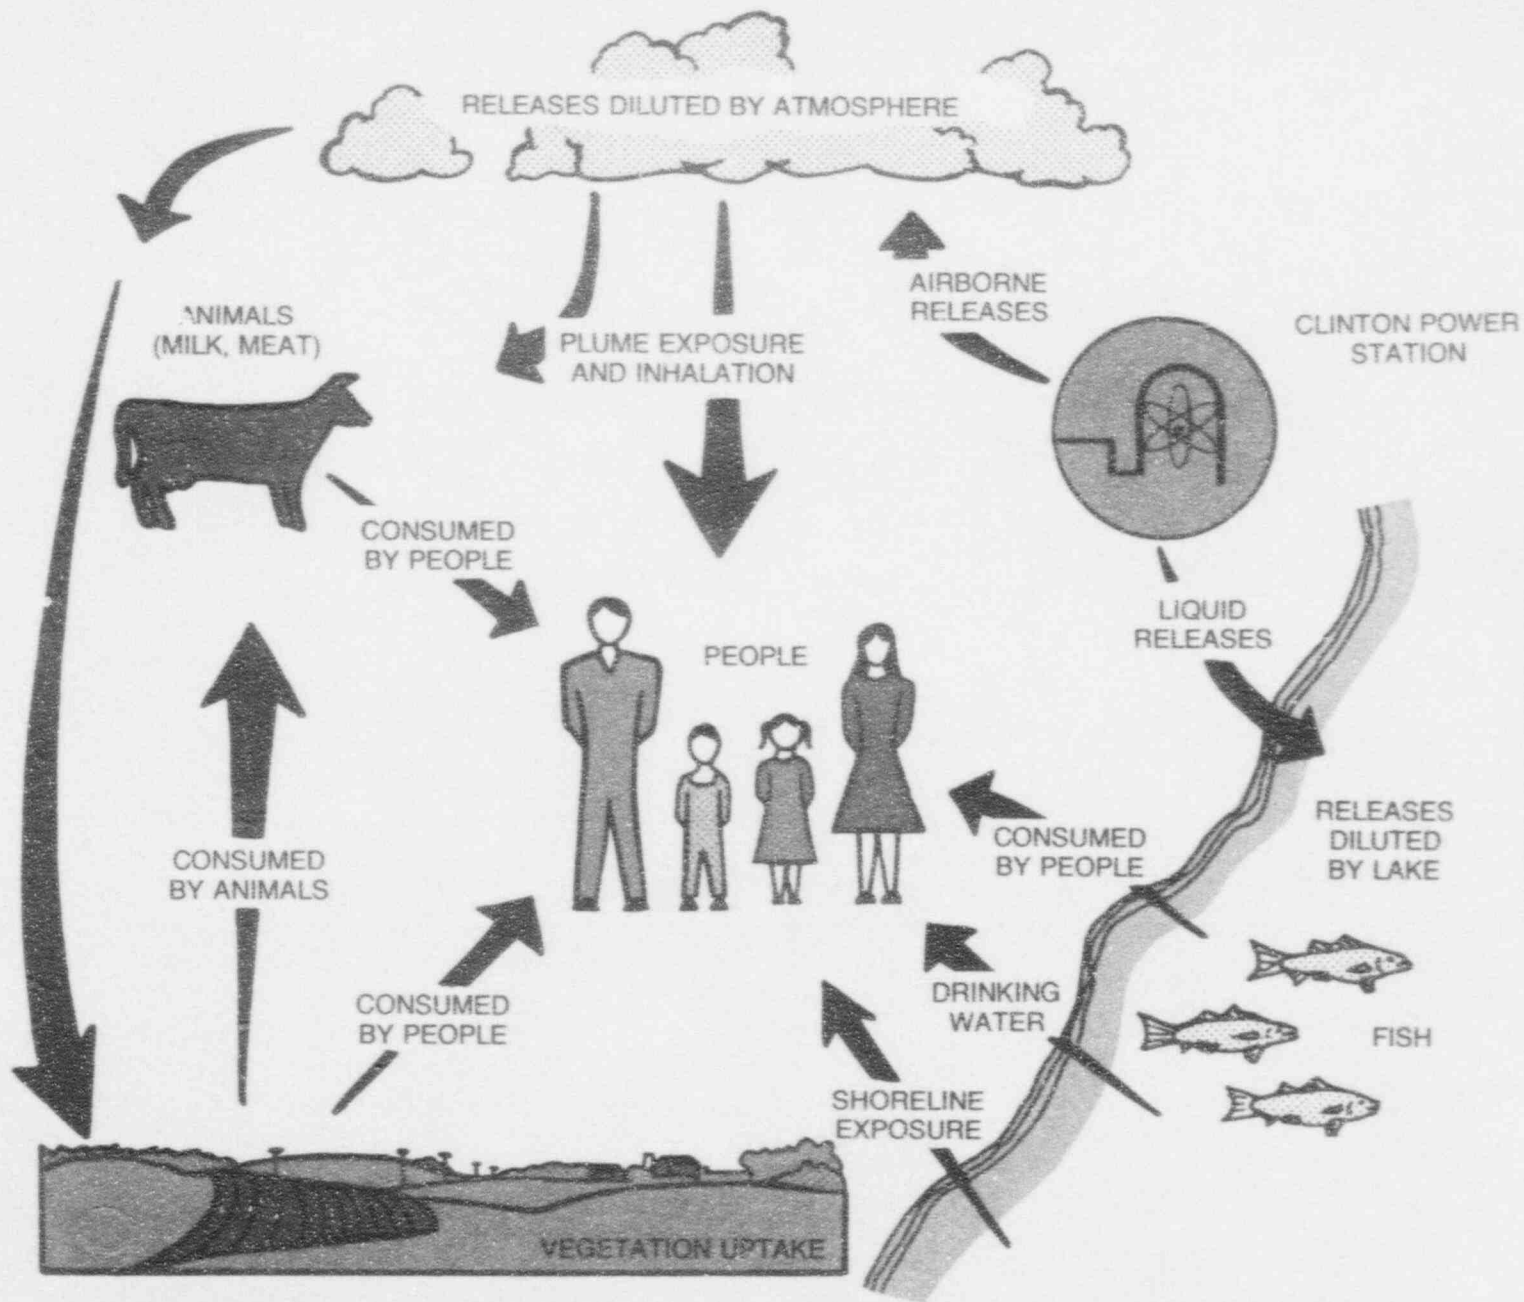 RELEASES DILUTED BY ATMOSPHERE
AIRBORNE
RELEASES
CLINTON POWER
STATION
ANIMALS
(MILK, MEAT)
PLUME EXPOSURE
AND INHALATION
CONSUMED
BY PEOPLE
LIQUID
RELEASES
PEOPLE
RELEASES
DILUTED
BY LAKE
CONSUMED
BY PEOPLE
CONSUMED
BY ANIMALS
CONSUMED
BY PEOPLE
DRINKING
WATER
FISH
SHORELINE
EXPOSURE
VEGETATION UPTAKE